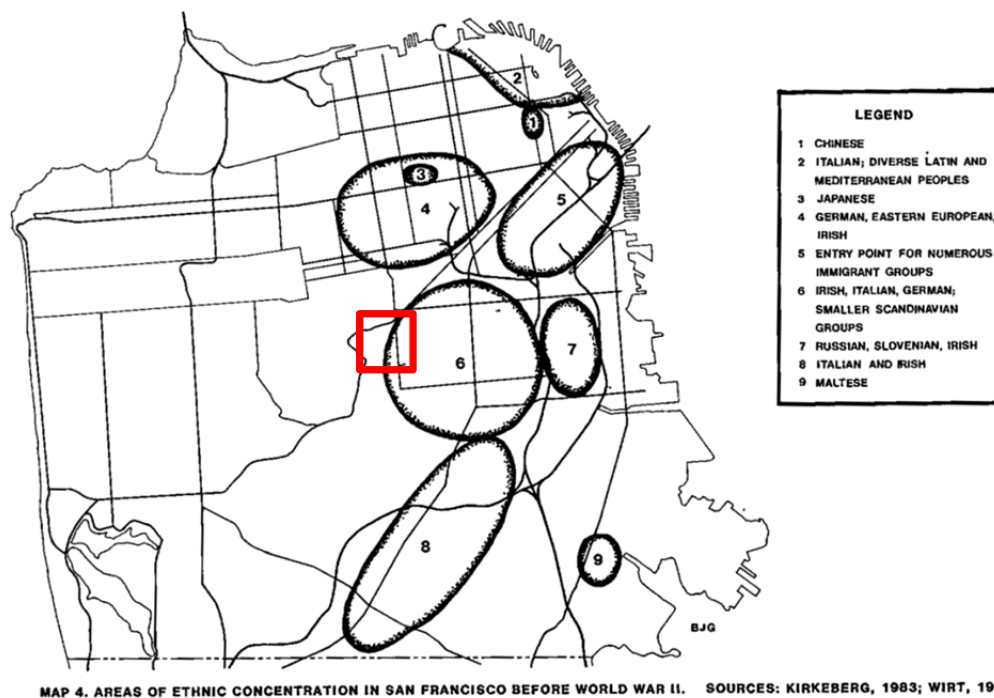 2
1
3
4
5
6
7
8
9
BJG
LEGEND
1 CHINESE
2 ITALIAN; DIVERSE LATIN AND
MEDITERRANEAN PEOPLES
3 JAPANESE
4 GERMAN, EASTERN EUROPEAN,
IRISH
5 ENTRY POINT FOR NUMEROUS
IMMIGRANT GROUPS
6 IRISH, ITALIAN, GERMAN;
SMALLER SCANDINAVIAN
GROUPS
7 RUSSIAN, SLOVENIAN, IRISH
8 ITALIAN AND IRISH
9 MALTESE
MAP 4. AREAS OF ETHNIC CONCENTRATION IN SAN FRANCISCO BEFORE WORLD WAR II. SOURCES: KIRKEBERG, 1983; WIRT, 19